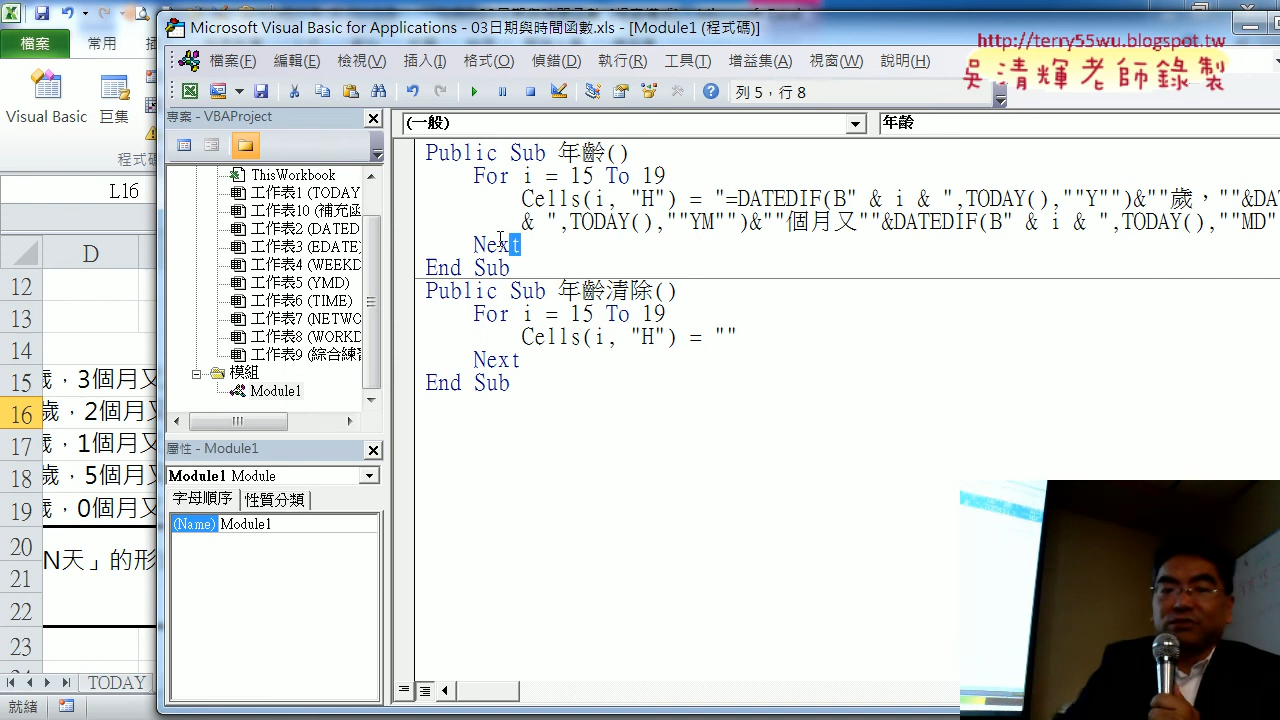 Microsoft Visual Basic for Applications - 03日期與時間函數.xls - [Module1 (程式碼)]
http://terry55wu.blogspot.tw
吳清輝老師錄製
檔案 常用
檔案(F) 編輯(E) 檢視(V) 插入(I) 格式(O) 偵錯(D) 執行(R) 工具(T) 增益集(A) 視窗(W) 說明(H)
列 5，行 8
Visual Basic 巨集
程式碼
專案 - VBAProject
(一般) 年齡
L16
D
12
13
14
15 歲，3個月又
16 歲，2個月又
17 歲，1個月又
18 歲，5個月又
19 歲，0個月又
20
21 N天」的形
22
23
TODAY
就緒
ThisWorkbook
工作表1 (TODAY
工作表10 (補充函
工作表2 (DATED
工作表3 (EDATE
工作表4 (WEEKD
工作表5 (YMD)
工作表6 (TIME)
工作表7 (NETWO
工作表8 (WORKD
工作表9 (綜合練
模組
Module1
屬性 - Module1
Module1 Module
字母順序 性質分類
(Name) Module1
Public Sub 年齡()
For i = 15 To 19
Cells(i, "H") = "=DATEDIF(B" & i & ",TODAY(),""Y"")&""歲，""&DA
& ",TODAY(),""YM"")&""個月又""&DATEDIF(B" & i & ",TODAY(),""MD"
Next
End Sub
Public Sub 年齡清除()
For i = 15 To 19
Cells(i, "H") = ""
Next
End Sub